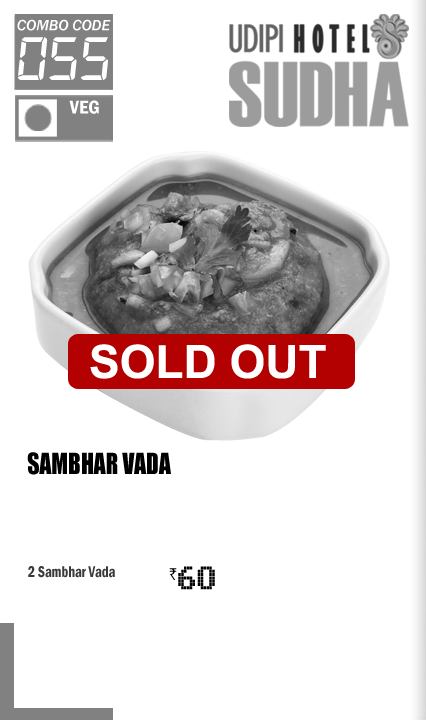 COMBO CODE
055
VEG
UDIPI HOTEL
SUDHA
SOLD OUT
SAMBHAR VADA
2 Sambhar Vada
₹60